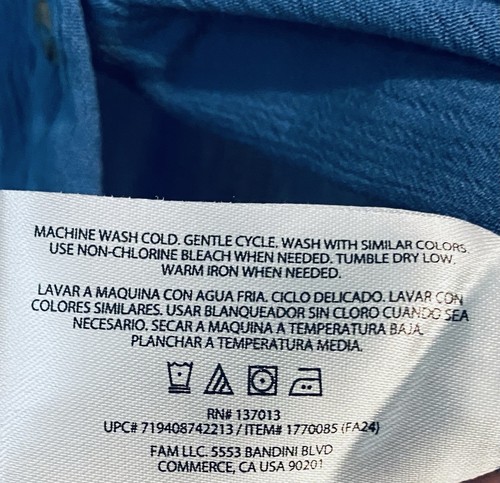 MACHINE WASH COLD. GENTLE CYCLE. WASH WITH SIMILAR COLORS.
USE NON-CHLORINE BLEACH WHEN NEEDED. TUMBLE DRY LOW.
WARM IRON WHEN NEEDED.
LAVAR A MAQUINA CON AGUA FRIA. CICLO DELICADO. LAVAR CON
COLORES SIMILARES. USAR BLANQUEADOR SIN CLORO CUANDO SEA
NECESARIO. SECAR A MAQUINA A TEMPERATURA BAJA.
PLANCHAR A TEMPERATURA MEDIA.
RN# 137013
UPC# 719408742213 / ITEM# 1770085 (FA24)
FAM LLC. 5553 BANDINI BLVD
COMMERCE, CA USA 90201